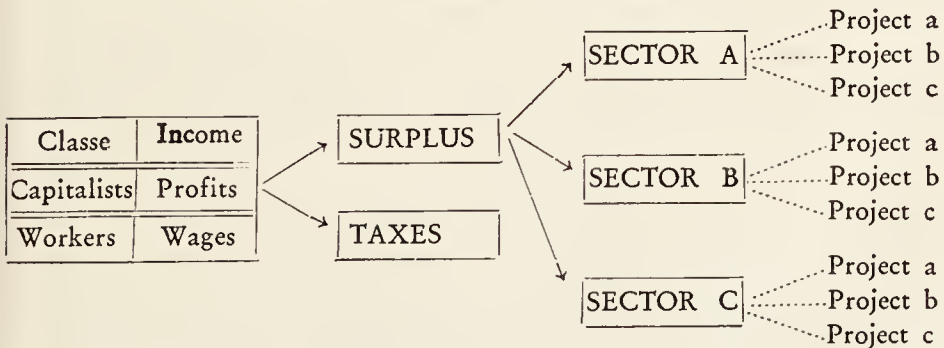 Classe Income
Capitalists Profits
Workers Wages
SURPLUS
TAXES
SECTOR A
Project a
Project b
Project c
SECTOR B
Project a
Project b
Project c
SECTOR C
Project a
Project b
Project c